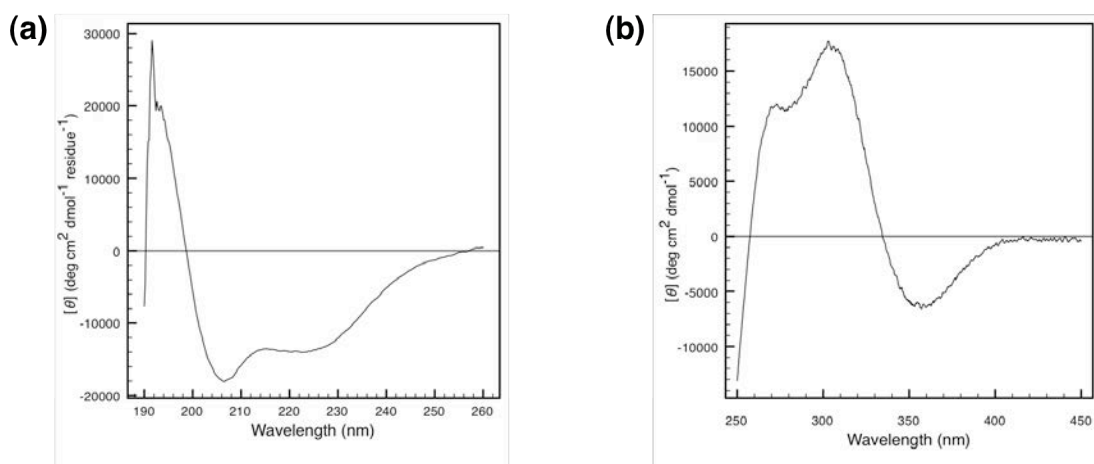 (a)
[θ] (deg cm² dmol⁻¹ residue⁻¹)
30000
20000
10000
0
-10000
-20000
190 200 210 220 230 240 250 260
Wavelength (nm)
(b)
[θ] (deg cm² dmol⁻¹)
15000
10000
5000
0
-5000
-10000
250 300 350 400 450
Wavelength (nm)